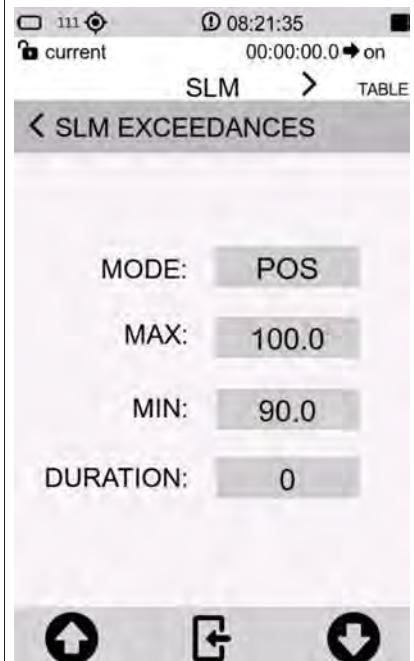 111 08:21:35
current 00:00:00.0 on
SLM > TABLE
< SLM EXCEEDANCES
MODE: POS
MAX: 100.0
MIN: 90.0
DURATION: 0